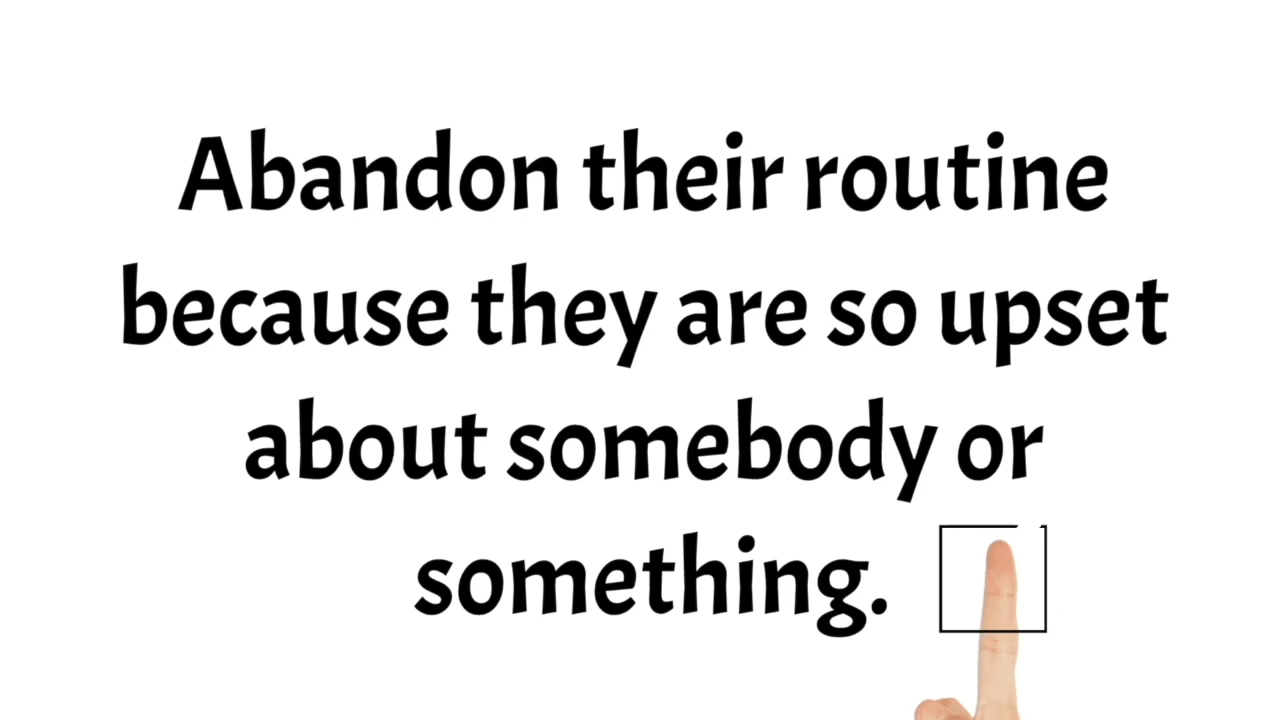 Abandon their routine
because they are so upset
about somebody or
something.